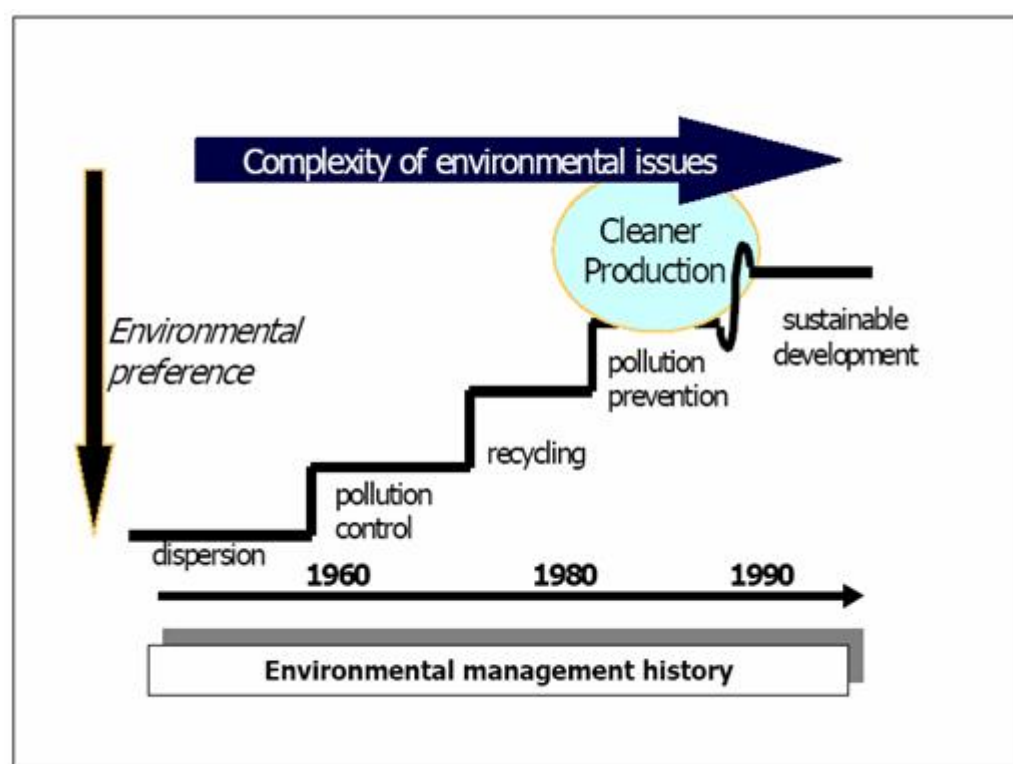 Complexity of environmental issues
Cleaner
Production
Environmental
preference
sustainable
development
pollution
prevention
recycling
pollution
control
dispersion
1960 1980 1990
Environmental management history